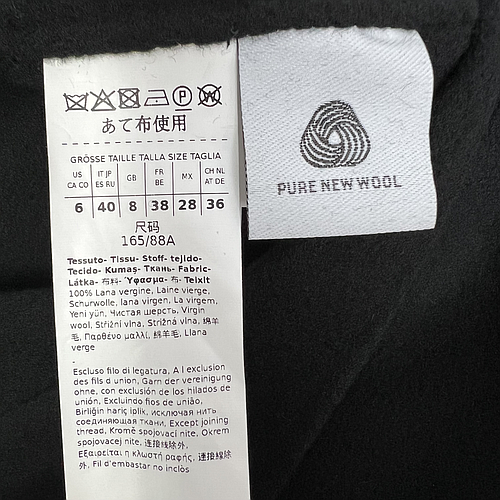 P W
あて布使用
GRÖSSE TAILLE TALLA SIZE TAGLIA
US CA CO IT JP ES RU GB FR BE MX CH NL AT DE
6 40 8 38 28 36
尺码
165/88A
Tessuto- Tissu- Stoff- tejido-
Tecido- Kumaş- Ткань- Fabric-
Látka- 布料- Ύφασμα- 布- Teixit
100% Lana vergine, Laine vierge,
Schurwolle, lana virgen, La virgem,
Yeni yün, Чистая шерсть, Virgin
wool, Střižní vlna, Strižná vlna, 绵羊
毛, Παρθένο μαλλί, 綿羊毛, Llana
verge
-
Escluso filo di legatura, A l exclusion
des fils d union, Garn der vereinigung
ohne, con exclusión de los hilados de
unión, Excluindo fios de união,
Birliğin hariç iplik, исключая нить
соединяющая ткани, Except joining
thread, Kromě spojovací nite, Okrem
spojovacej nite, 连接线除外,
Εξαιρείται η κλωστή ραφής, 連接線除
外, Fil d'embastar no inclòs
PURE NEW WOOL